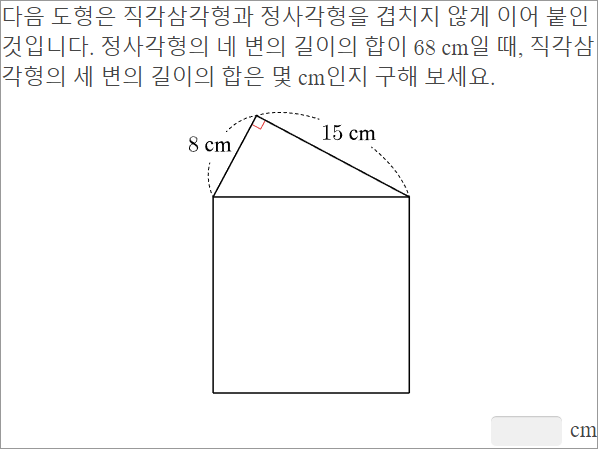 다음 도형은 직각삼각형과 정사각형을 겹치지 않게 이어 붙인
것입니다. 정사각형의 네 변의 길이의 합이 68 cm일 때, 직각삼
각형의 세 변의 길이의 합은 몇 cm인지 구해 보세요.
8 cm
15 cm
cm